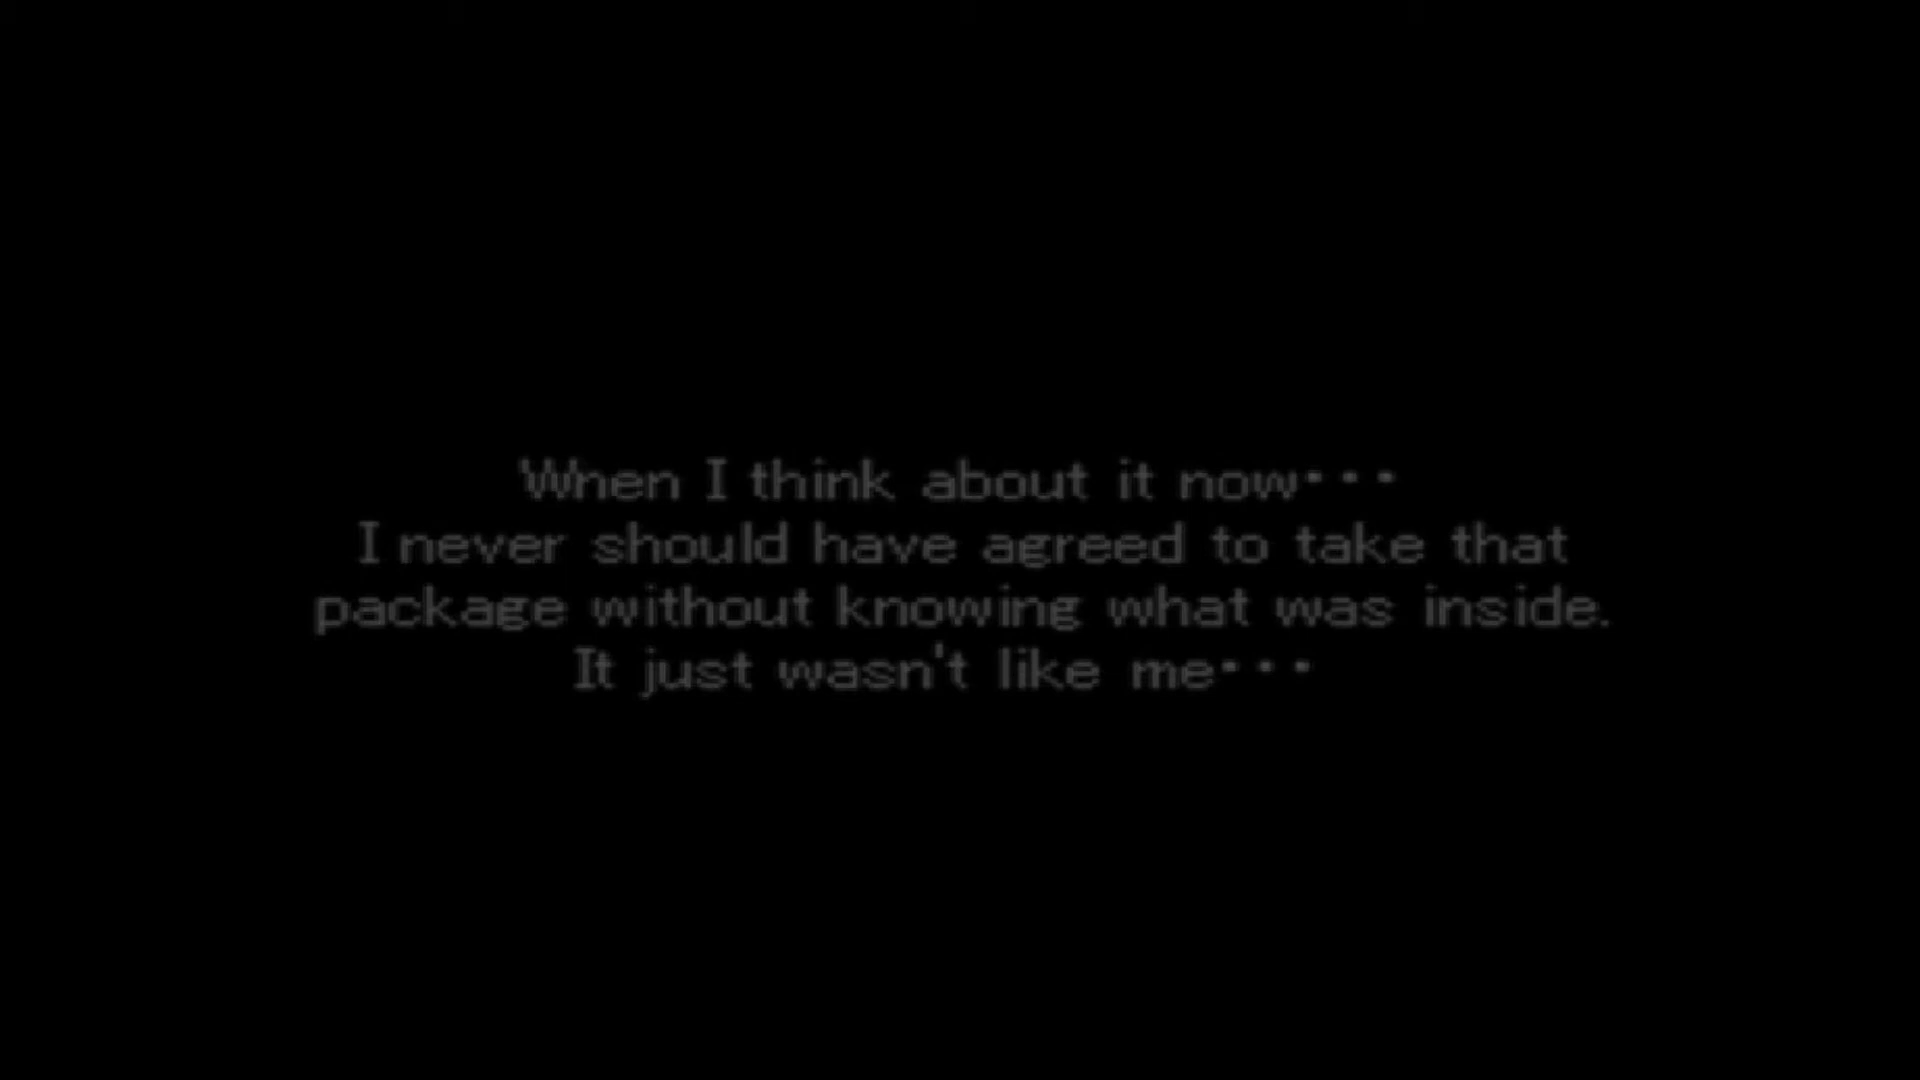 When I think about it now･･･
I never should have agreed to take that
package without knowing what was inside.
It just wasn't like me･･･